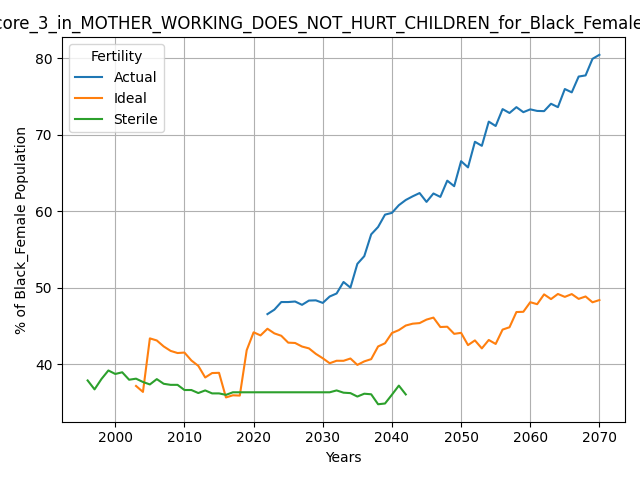 core_3_in_MOTHER_WORKING_DOES_NOT_HURT_CHILDREN_for_Black_Female
Fertility
Actual
Ideal
Sterile
% of Black_Female Population
80
70
60
50
40
2000 2010 2020 2030 2040 2050 2060 2070
Years